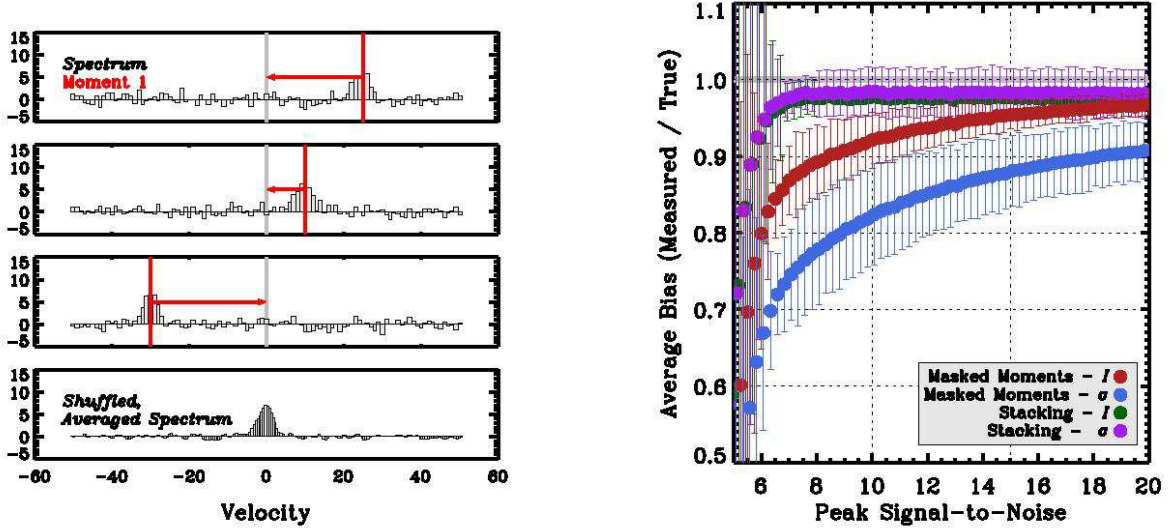 15
10
5
0
-5
Spectrum
Moment 1
15
10
5
0
-5
15
10
5
0
-5
15
10
5
0
-5
Shuffled,
Averaged Spectrum
-60 -40 -20 0 20 40 60
Velocity
1.1
1.0
0.9
0.8
0.7
0.6
0.5
Average Bias (Measured / True)
Masked Moments - I
Masked Moments - σ
Stacking - I
Stacking - σ
6 8 10 12 14 16 18 20
Peak Signal-to-Noise